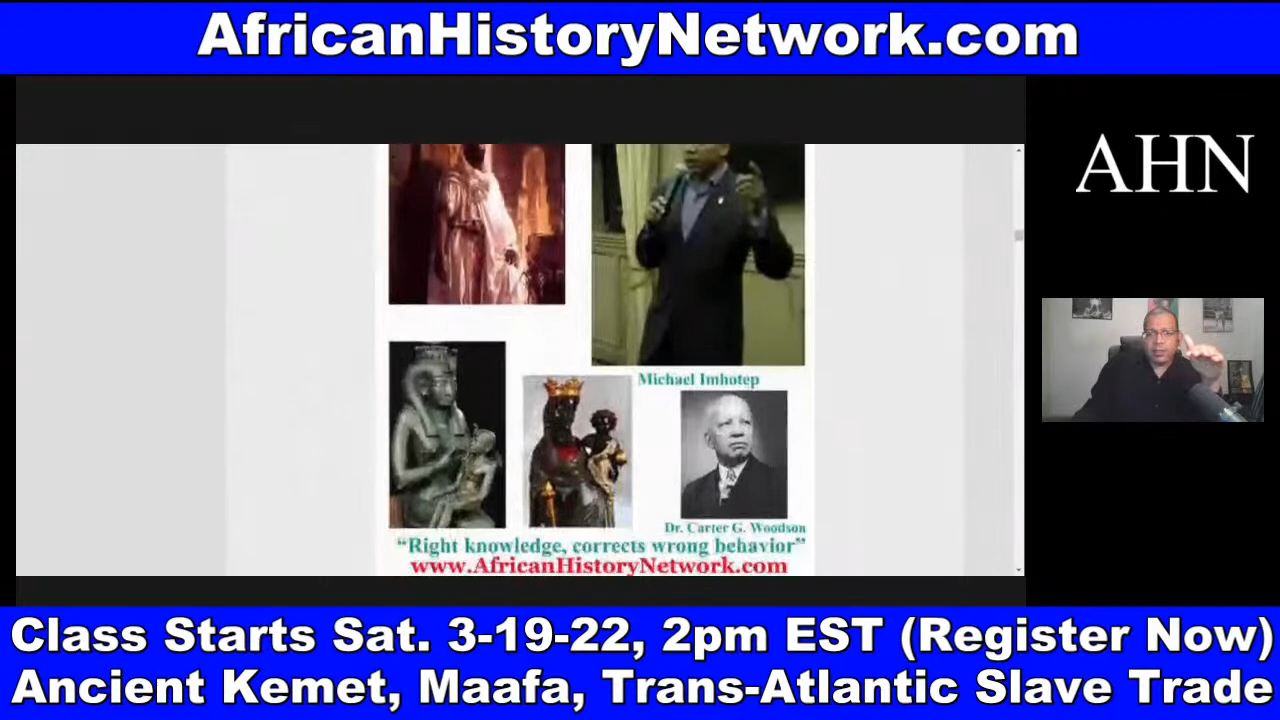 AfricanHistoryNetwork.com
AHN
Michael Imhotep
Dr. Carter G. Woodson
“Right knowledge, corrects wrong behavior”
www.AfricanHistoryNetwork.com
Class Starts Sat. 3-19-22, 2pm EST (Register Now)
Ancient Kemet, Maafa, Trans-Atlantic Slave Trade